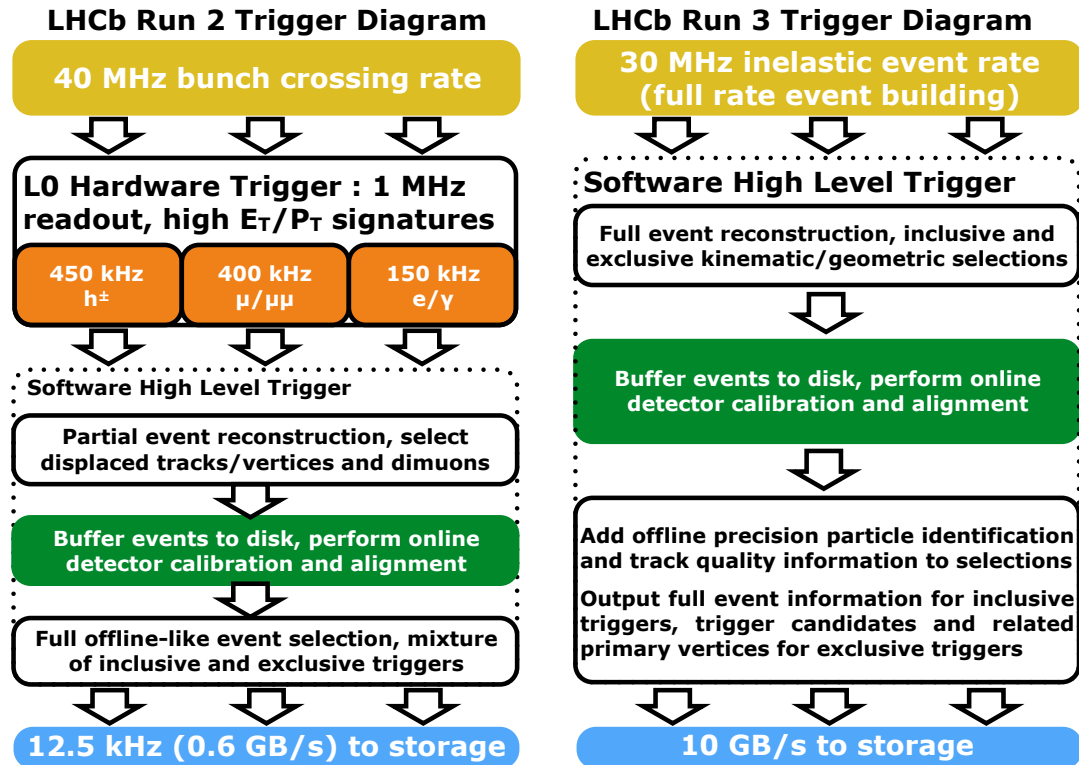 LHCb Run 2 Trigger Diagram
40 MHz bunch crossing rate
L0 Hardware Trigger : 1 MHz
readout, high E_T/P_T signatures
450 kHz
h±
400 kHz
μ/μμ
150 kHz
e/γ
Software High Level Trigger
Partial event reconstruction, select
displaced tracks/vertices and dimuons
Buffer events to disk, perform online
detector calibration and alignment
Full offline-like event selection, mixture
of inclusive and exclusive triggers
12.5 kHz (0.6 GB/s) to storage
LHCb Run 3 Trigger Diagram
30 MHz inelastic event rate
(full rate event building)
Software High Level Trigger
Full event reconstruction, inclusive and
exclusive kinematic/geometric selections
Buffer events to disk, perform online
detector calibration and alignment
Add offline precision particle identification
and track quality information to selections
Output full event information for inclusive
triggers, trigger candidates and related
primary vertices for exclusive triggers
10 GB/s to storage